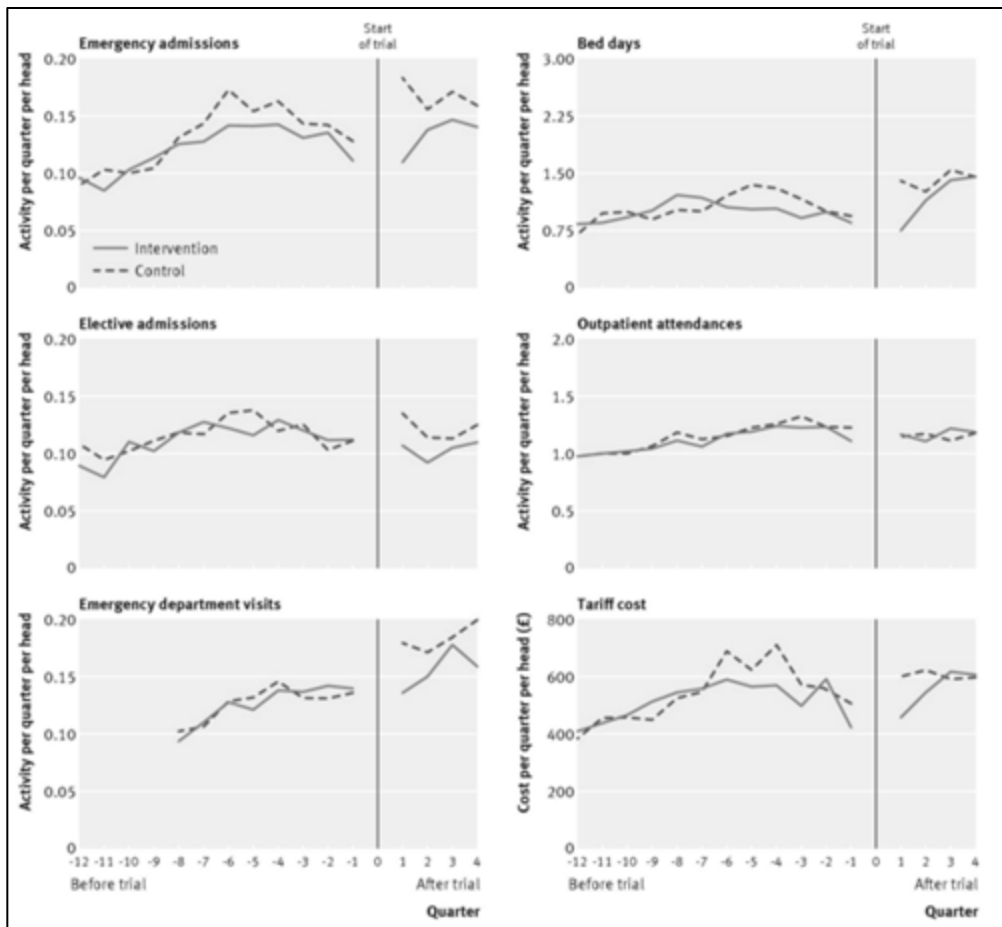 Start
of trial
Emergency admissions
Activity per quarter per head
0.20
0.15
0.10
0.05
0
Intervention
Control
Start
of trial
Bed days
Activity per quarter per head
3.00
2.25
1.50
0.75
0
Elective admissions
Activity per quarter per head
0.20
0.15
0.10
0.05
0
Outpatient attendances
Activity per quarter per head
2.0
1.5
1.0
0.5
0
Emergency department visits
Activity per quarter per head
0.20
0.15
0.10
0.05
0
-12 -11 -10 -9 -8 -7 -6 -5 -4 -3 -2 -1 0 1 2 3 4
Before trial After trial
Quarter
Tariff cost
Cost per quarter per head (£)
800
600
400
200
0
-12 -11 -10 -9 -8 -7 -6 -5 -4 -3 -2 -1 0 1 2 3 4
Before trial After trial
Quarter